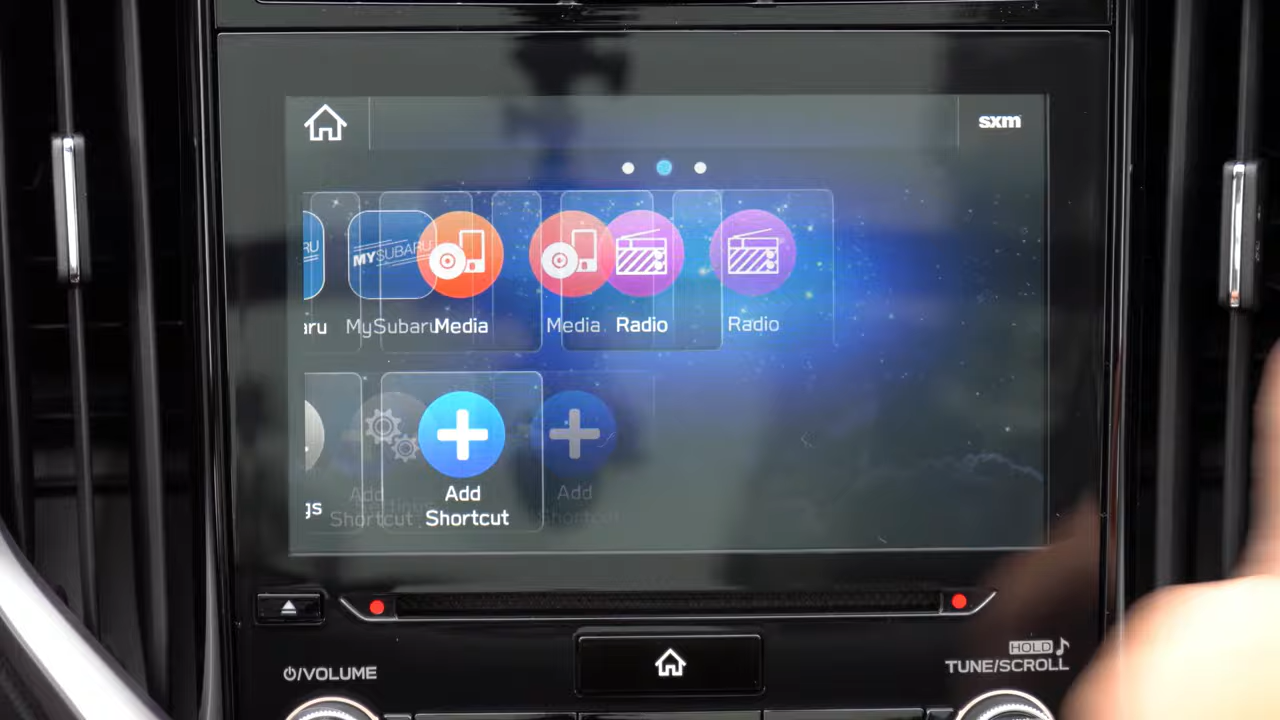 sxm
RU
MYSUBARU
aru
MySubaru
Media
Media
Radio
Radio
gs
Add
Shortcut
Settings
Add
Shortcut
Add
Shortcut
HOLD
/VOLUME
TUNE/SCROLL